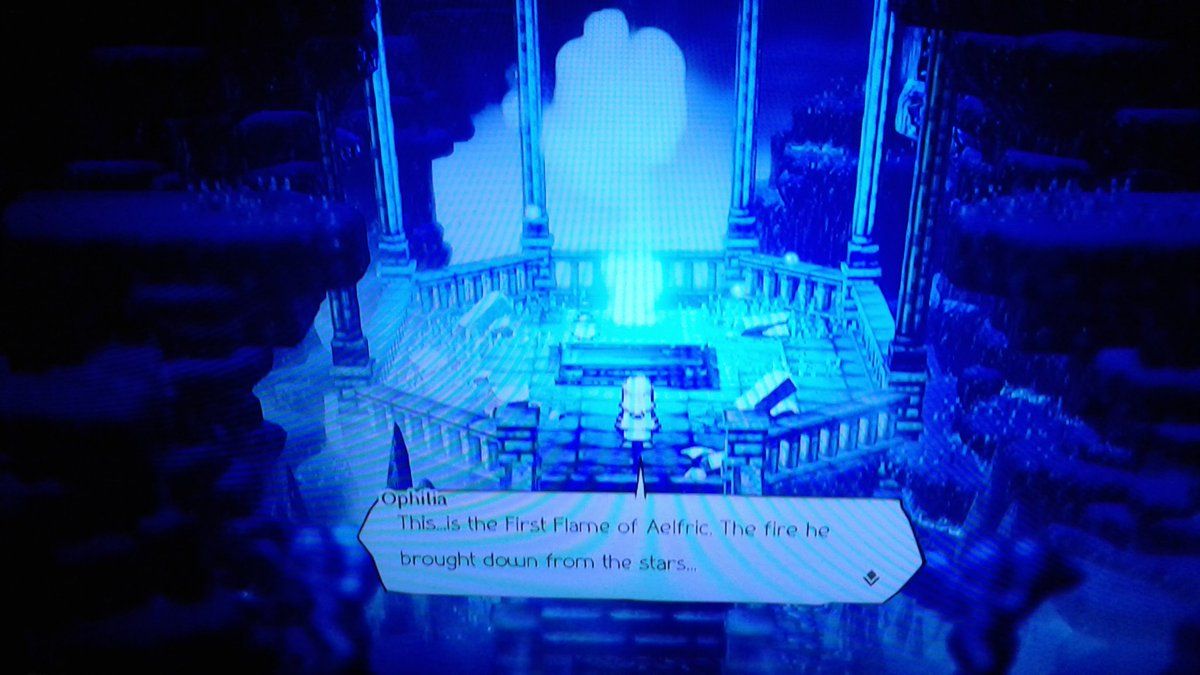 Ophilia
This...is the First Flame of Aelfric. The fire he
brought down from the stars...